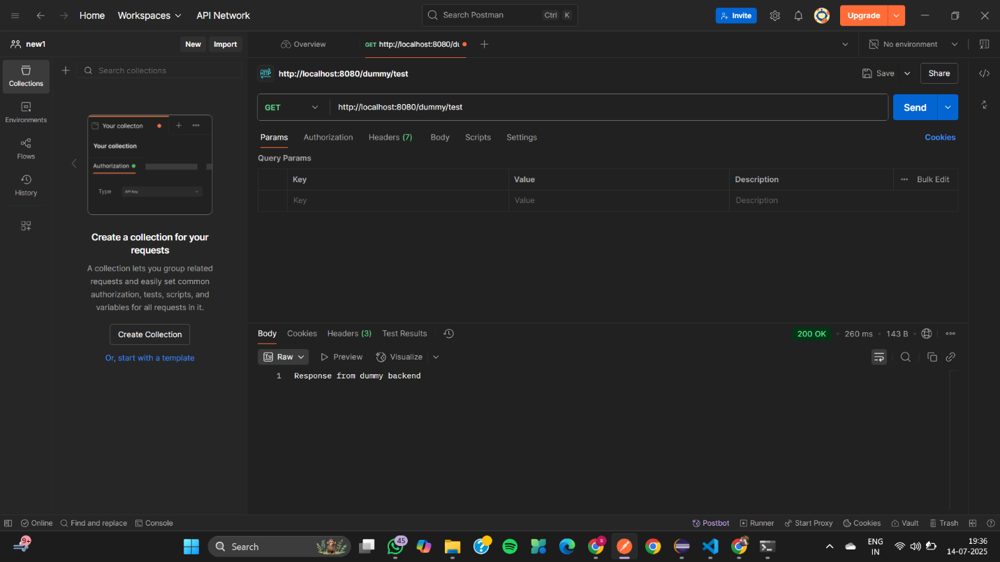 Home
Workspaces
API Network
Search Postman
Ctrl K
Invite
Upgrade
new1
New
Import
Overview
GET http://localhost:8080/du
No environment
Collections
Search collections
HTTP http://localhost:8080/dummy/test
Save
Share
GET
http://localhost:8080/dummy/test
Send
Environments
Flows
History
Params
Authorization
Headers (7)
Body
Scripts
Settings
Cookies
Query Params
Key
Value
Description
Bulk Edit
Key
Value
Description
Your collecton
Your collection
Authorization
Type
API Key
Create a collection for your
requests
A collection lets you group related
requests and easily set common
authorization, tests, scripts, and
variables for all requests in it.
Create Collection
Or, start with a template
Body
Cookies
Headers (3)
Test Results
200 OK
260 ms
143 B
Raw
Preview
Visualize
1 Response from dummy backend
Online
Find and replace
Console
Postbot
Runner
Start Proxy
Cookies
Vault
Trash
9+
Search
45
ENG
IN
19:36
14-07-2025